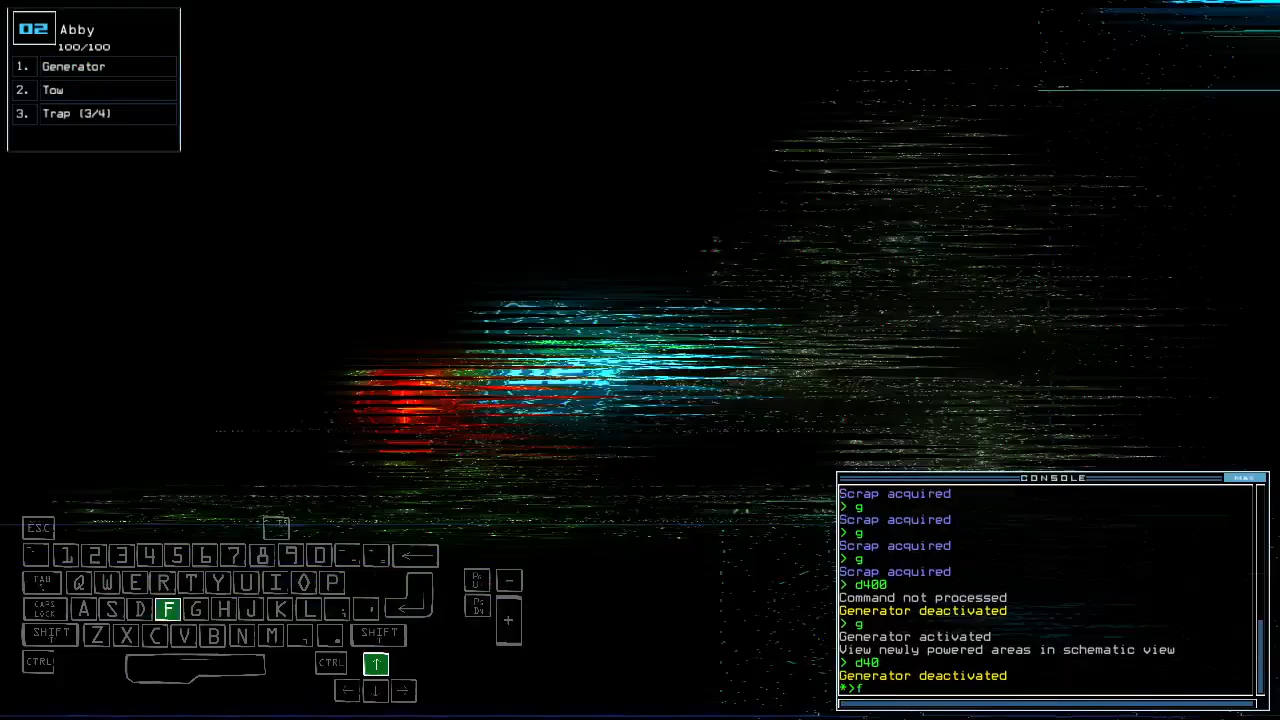 02 Abby
100/100
1. Generator
2. Tow
3. Trap (3/4)
CONSOLE
MAX
Scrap acquired
> g
Scrap acquired
> g
Scrap acquired
> g
Scrap acquired
> d400
Command not processed
Generator deactivated
> g
Generator activated
View newly powered areas in schematic view
> d40
Generator deactivated
*>f
ESC
1 2 3 4 5 6 7 8 9 0
TAB Q W E R T Y U I O P
CAPS LOCK A S D F G H J K L ;
SHIFT Z X C V B N M , . SHIFT
CTRL CTRL